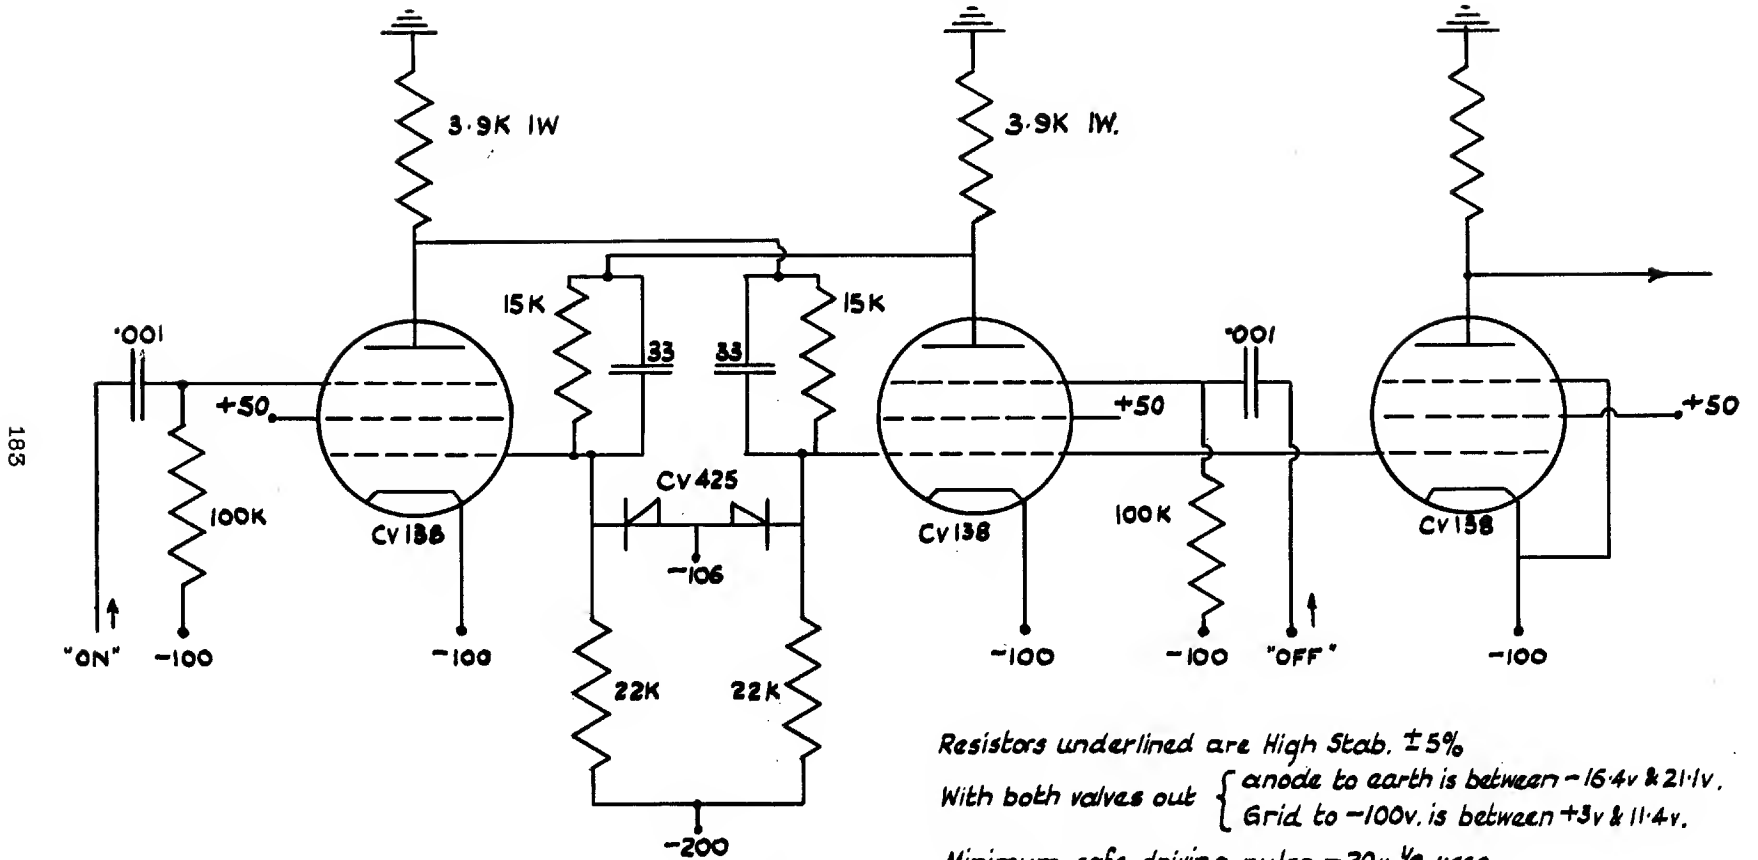 3.9K 1W
3.9K 1W.
.001
15K
33
33
15K
.001
+50
+50
+50
183
100K
CV 425
100K
CV138
CV138
CV138
-106
"ON"
-100
-100
22K
22K
-100
-100
"OFF"
-100
-200
Resistors underlined are High Stab. ±5%
With both valves out { anode to earth is between -16.4v & 21.1v.
Grid to -100v. is between +3v & 11.4v.